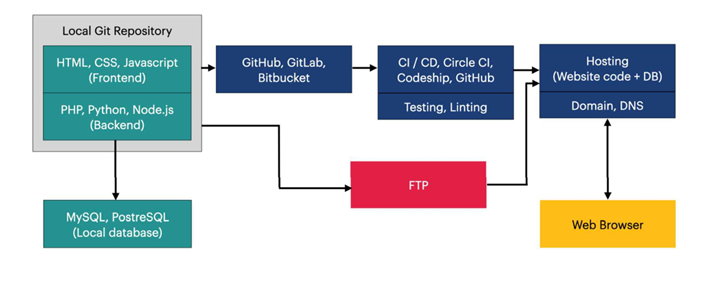 Local Git Repository
HTML, CSS, Javascript
(Frontend)
PHP, Python, Node.js
(Backend)
MySQL, PostreSQL
(Local database)
GitHub, GitLab,
Bitbucket
CI / CD, Circle CI,
Codeship, GitHub
Testing, Linting
FTP
Hosting
(Website code + DB)
Domain, DNS
Web Browser